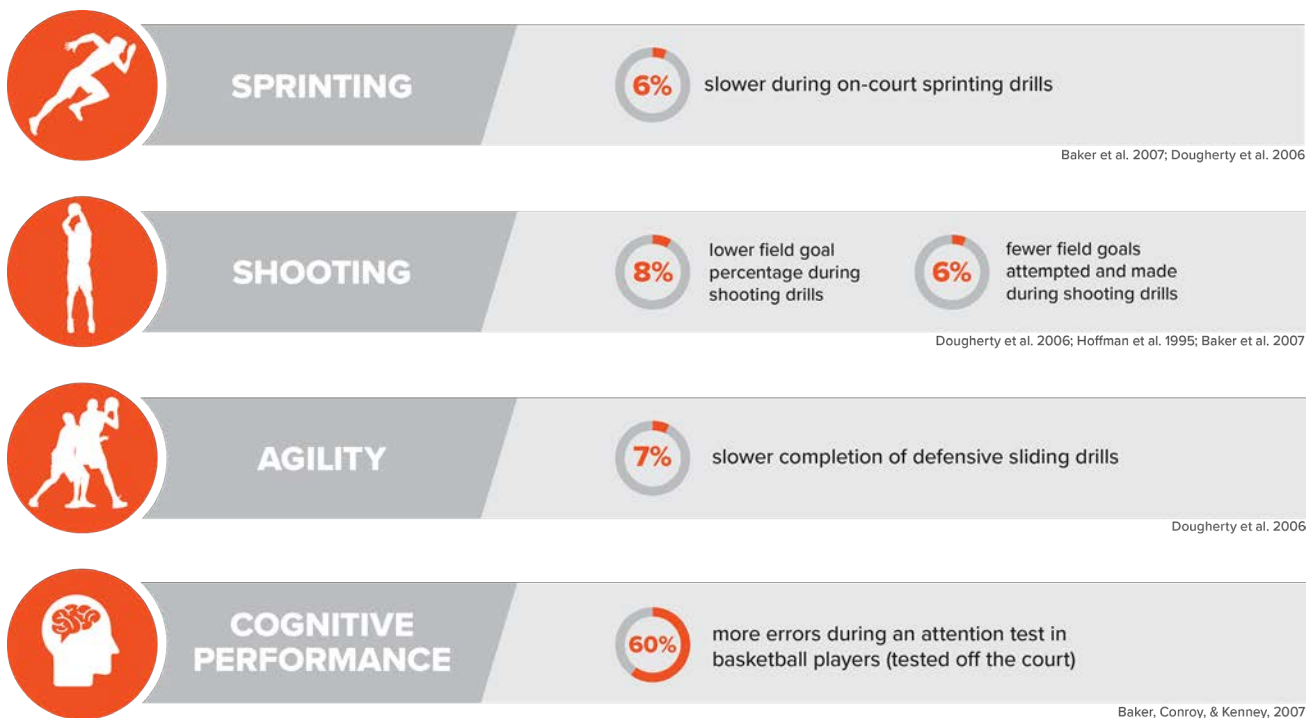 SPRINTING
6%
slower during on-court sprinting drills
Baker et al. 2007; Dougherty et al. 2006
SHOOTING
8%
lower field goal
percentage during
shooting drills
6%
fewer field goals
attempted and made
during shooting drills
Dougherty et al. 2006; Hoffman et al. 1995; Baker et al. 2007
AGILITY
7%
slower completion of defensive sliding drills
Dougherty et al. 2006
COGNITIVE
PERFORMANCE
60%
more errors during an attention test in
basketball players (tested off the court)
Baker, Conroy, & Kenney, 2007